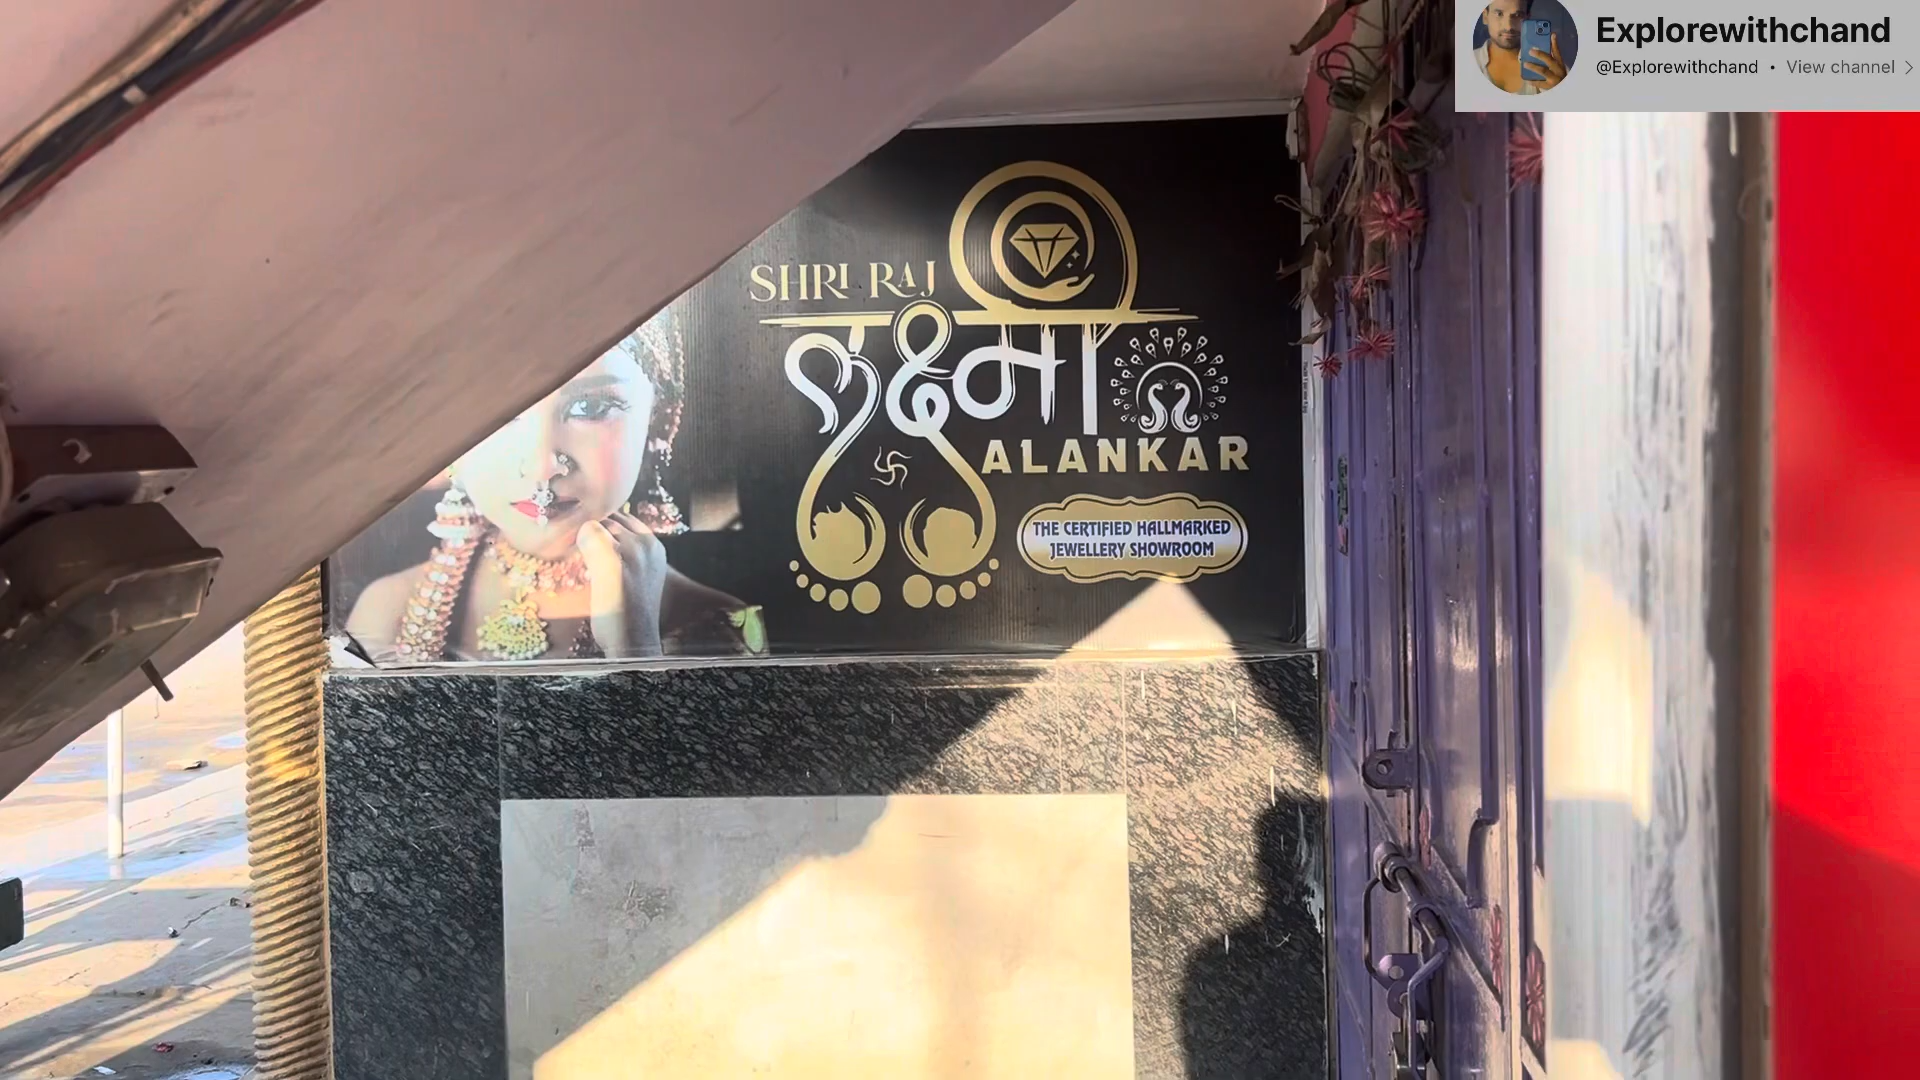 Explorewithchand
@Explorewithchand • View channel >
SHRI RAJ
लक्ष्मी
ALANKAR
THE CERTIFIED HALLMARKED
JEWELLERY SHOWROOM